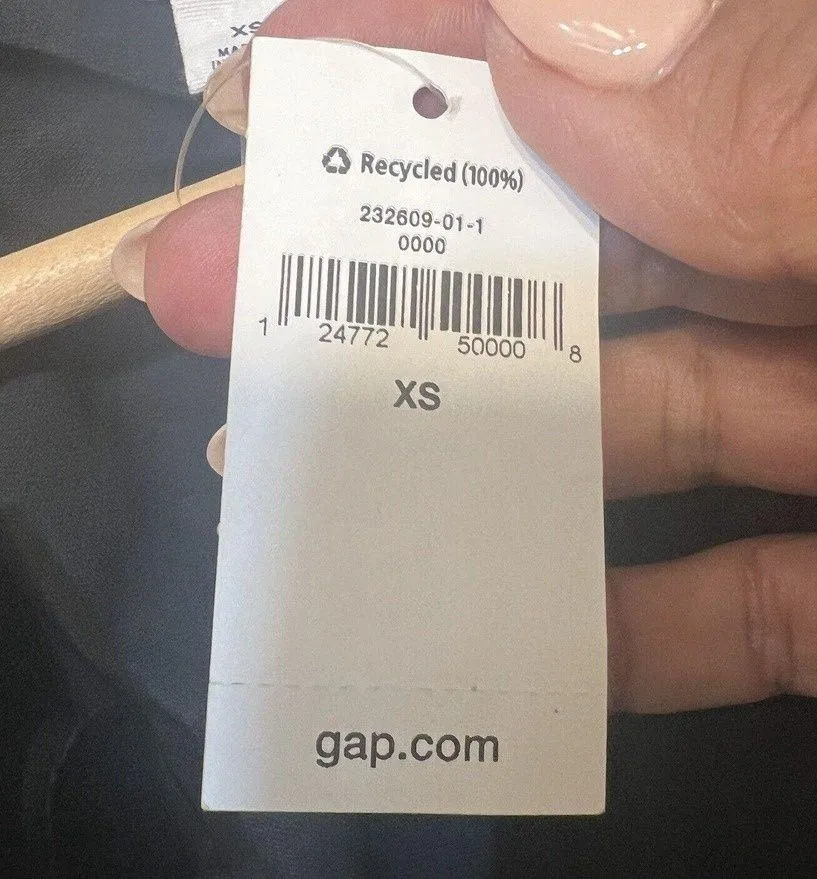 XS
Recycled (100%)
232609-01-1
0000
1 24772 50000 8
XS
gap.com